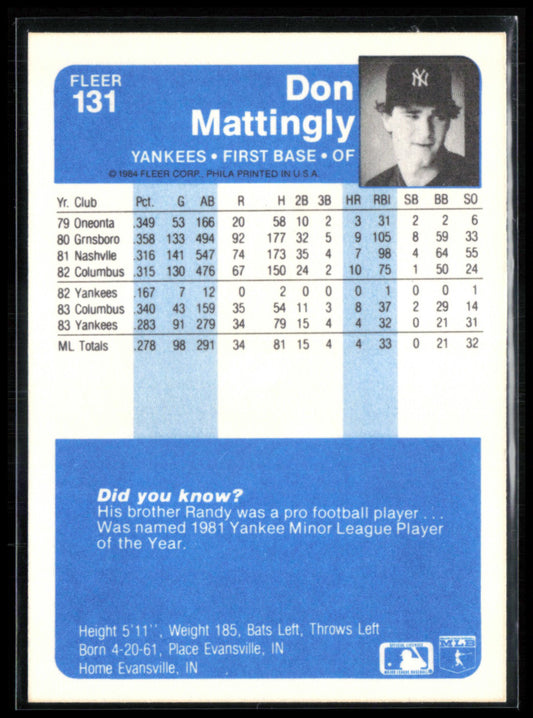 FLEER
131
Don
Mattingly
NY
YANKEES • FIRST BASE • OF
© 1984 FLEER CORP., PHILA PRINTED IN U.S.A.
Yr. Club Pct. G AB R H 2B 3B HR RBI SB BB SO
79 Oneonta .349 53 166 20 58 10 2 3 31 2 2 6
80 Grnsboro .358 133 494 92 177 32 5 9 105 8 59 33
81 Nashvlle .316 141 547 74 173 35 4 7 98 4 64 55
82 Columbus .315 130 476 67 150 24 2 10 75 1 50 24
82 Yankees .167 7 12 0 2 0 0 0 1 0 0 1
83 Columbus .340 43 159 35 54 11 3 8 37 2 29 14
83 Yankees .283 91 279 34 79 15 4 4 32 0 21 31
ML Totals .278 98 291 34 81 15 4 4 33 0 21 32
Did you know?
His brother Randy was a pro football player . . .
Was named 1981 Yankee Minor League Player
of the Year.
Height 5'11'', Weight 185, Bats Left, Throws Left
Born 4-20-61, Place Evansville, IN
Home Evansville, IN